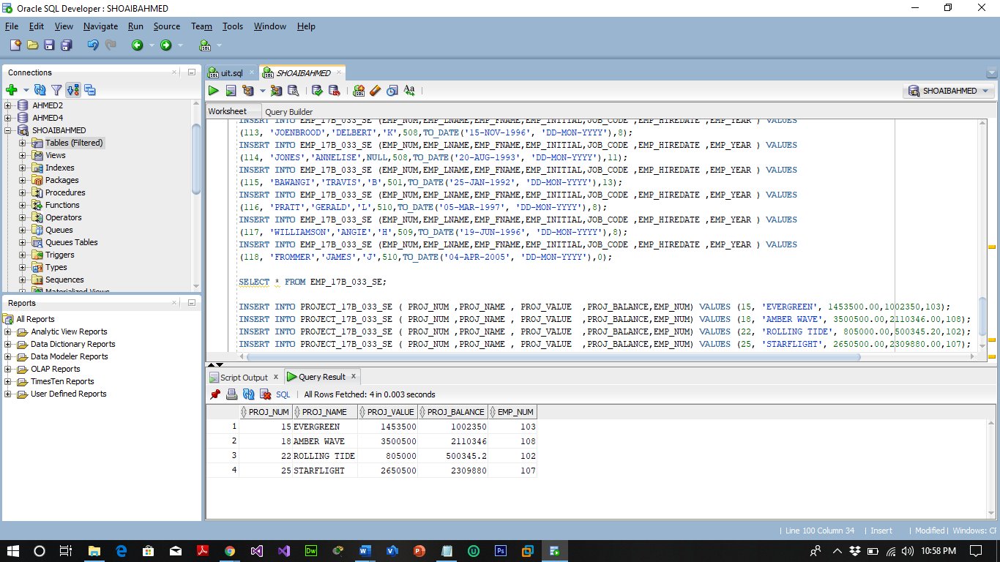 Oracle SQL Developer : SHOAIBAHMED
File Edit View Navigate Run Source Team Tools Window Help
Connections
AHMED2
AHMED4
SHOAIBAHMED
Tables (Filtered)
Views
Indexes
Packages
Procedures
Functions
Operators
Queues
Queues Tables
Triggers
Types
Sequences
Materialized Views
Reports
All Reports
Analytic View Reports
Data Dictionary Reports
Data Modeler Reports
OLAP Reports
TimesTen Reports
User Defined Reports
uit.sql SHOAIBAHMED
SHOAIBAHMED
Worksheet Query Builder
INSERT INTO EMP_17B_033_SE (EMP_NUM,EMP_LNAME,EMP_FNAME,EMP_INITIAL,JOB_CODE ,EMP_HIREDATE ,EMP_YEAR ) VALUES
(113, 'JOENBROOD','DELBERT','K',508,TO_DATE('15-NOV-1996', 'DD-MON-YYYY'),8);
INSERT INTO EMP_17B_033_SE (EMP_NUM,EMP_LNAME,EMP_FNAME,EMP_INITIAL,JOB_CODE ,EMP_HIREDATE ,EMP_YEAR ) VALUES
(114, 'JONES','ANNELISE',NULL,508,TO_DATE('20-AUG-1993', 'DD-MON-YYYY'),11);
INSERT INTO EMP_17B_033_SE (EMP_NUM,EMP_LNAME,EMP_FNAME,EMP_INITIAL,JOB_CODE ,EMP_HIREDATE ,EMP_YEAR ) VALUES
(115, 'BAWANGI','TRAVIS','B',501,TO_DATE('25-JAN-1992', 'DD-MON-YYYY'),13);
INSERT INTO EMP_17B_033_SE (EMP_NUM,EMP_LNAME,EMP_FNAME,EMP_INITIAL,JOB_CODE ,EMP_HIREDATE ,EMP_YEAR ) VALUES
(116, 'PRATT','GERALD','L',510,TO_DATE('05-MAR-1997', 'DD-MON-YYYY'),8);
INSERT INTO EMP_17B_033_SE (EMP_NUM,EMP_LNAME,EMP_FNAME,EMP_INITIAL,JOB_CODE ,EMP_HIREDATE ,EMP_YEAR ) VALUES
(117, 'WILLIAMSON','ANGIE','H',509,TO_DATE('19-JUN-1996', 'DD-MON-YYYY'),8);
INSERT INTO EMP_17B_033_SE (EMP_NUM,EMP_LNAME,EMP_FNAME,EMP_INITIAL,JOB_CODE ,EMP_HIREDATE ,EMP_YEAR ) VALUES
(118, 'FROMMER','JAMES','J',510,TO_DATE('04-APR-2005', 'DD-MON-YYYY'),0);
SELECT * FROM EMP_17B_033_SE;
INSERT INTO PROJECT_17B_033_SE ( PROJ_NUM ,PROJ_NAME , PROJ_VALUE ,PROJ_BALANCE,EMP_NUM) VALUES (15, 'EVERGREEN', 1453500.00,1002350,103);
INSERT INTO PROJECT_17B_033_SE ( PROJ_NUM ,PROJ_NAME , PROJ_VALUE ,PROJ_BALANCE,EMP_NUM) VALUES (18, 'AMBER WAVE', 3500500.00,2110346.00,108);
INSERT INTO PROJECT_17B_033_SE ( PROJ_NUM ,PROJ_NAME , PROJ_VALUE ,PROJ_BALANCE,EMP_NUM) VALUES (22, 'ROLLING TIDE', 805000.00,500345.20,102);
INSERT INTO PROJECT_17B_033_SE ( PROJ_NUM ,PROJ_NAME , PROJ_VALUE ,PROJ_BALANCE,EMP_NUM) VALUES (25, 'STARFLIGHT', 2650500.00,2309880.00,107);
Script Output Query Result
SQL All Rows Fetched: 4 in 0.003 seconds
PROJ_NUM PROJ_NAME PROJ_VALUE PROJ_BALANCE EMP_NUM
1 15 EVERGREEN 1453500 1002350 103
2 18 AMBER WAVE 3500500 2110346 108
3 22 ROLLING TIDE 805000 500345.2 102
4 25 STARFLIGHT 2650500 2309880 107
Line 100 Column 34 Insert Modified Windows: CR
10:58 PM